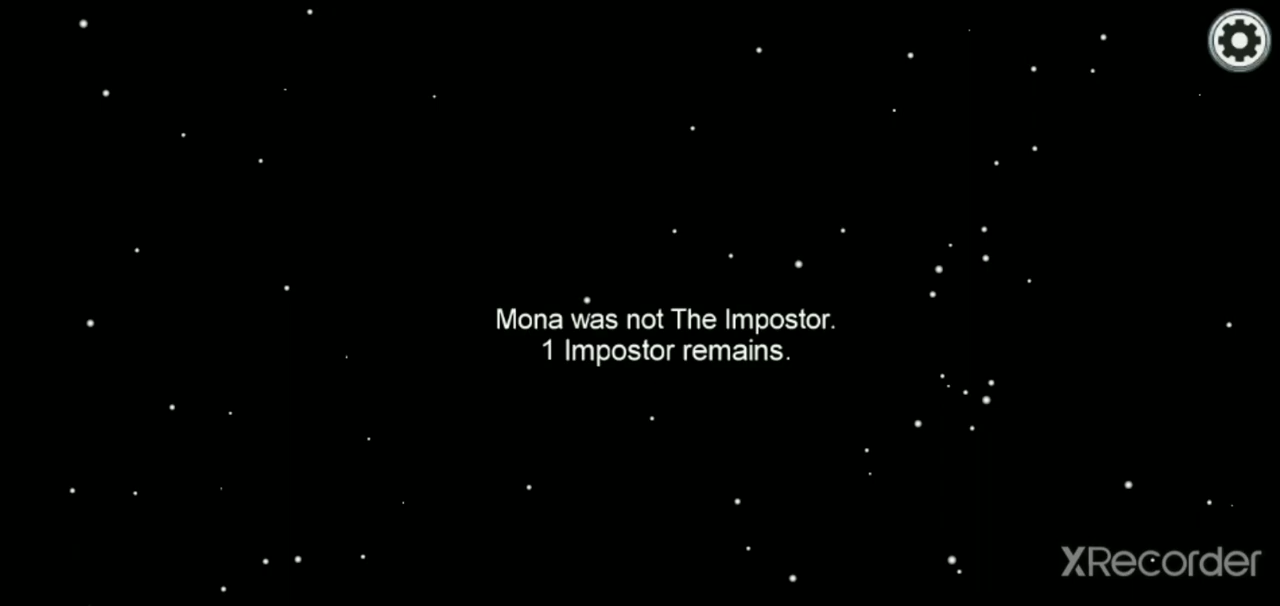 Mona was not The Impostor.
1 Impostor remains.
XRecorder